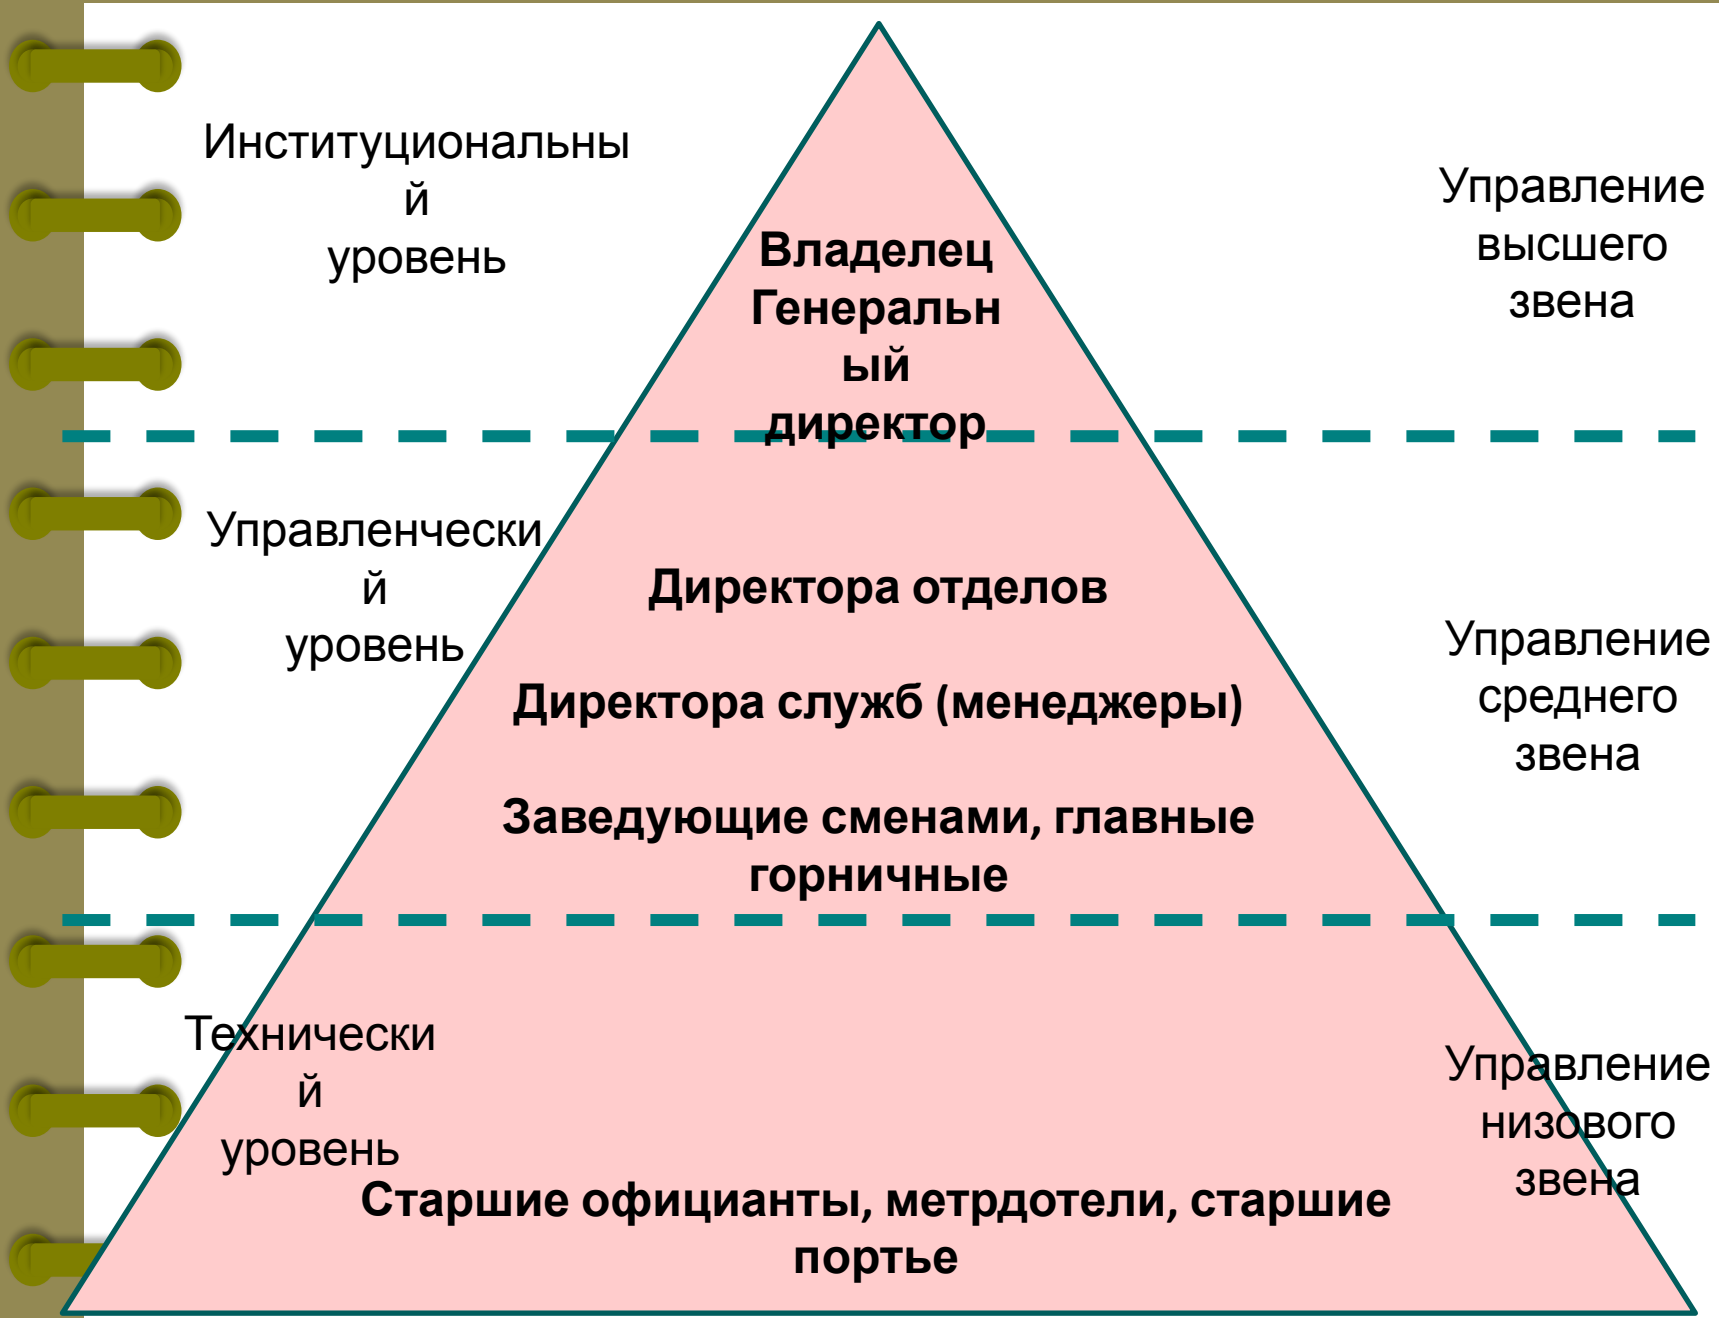 Институциональны
й
уровень
Управление
высшего
звена
Владелец
Генеральн
ый
директор
Управленчески
й
уровень
Директора отделов
Директора служб (менеджеры)
Заведующие сменами, главные
горничные
Управление
среднего
звена
Технически
й
уровень
Управление
низового
звена
Старшие официанты, метрдотели, старшие
портье